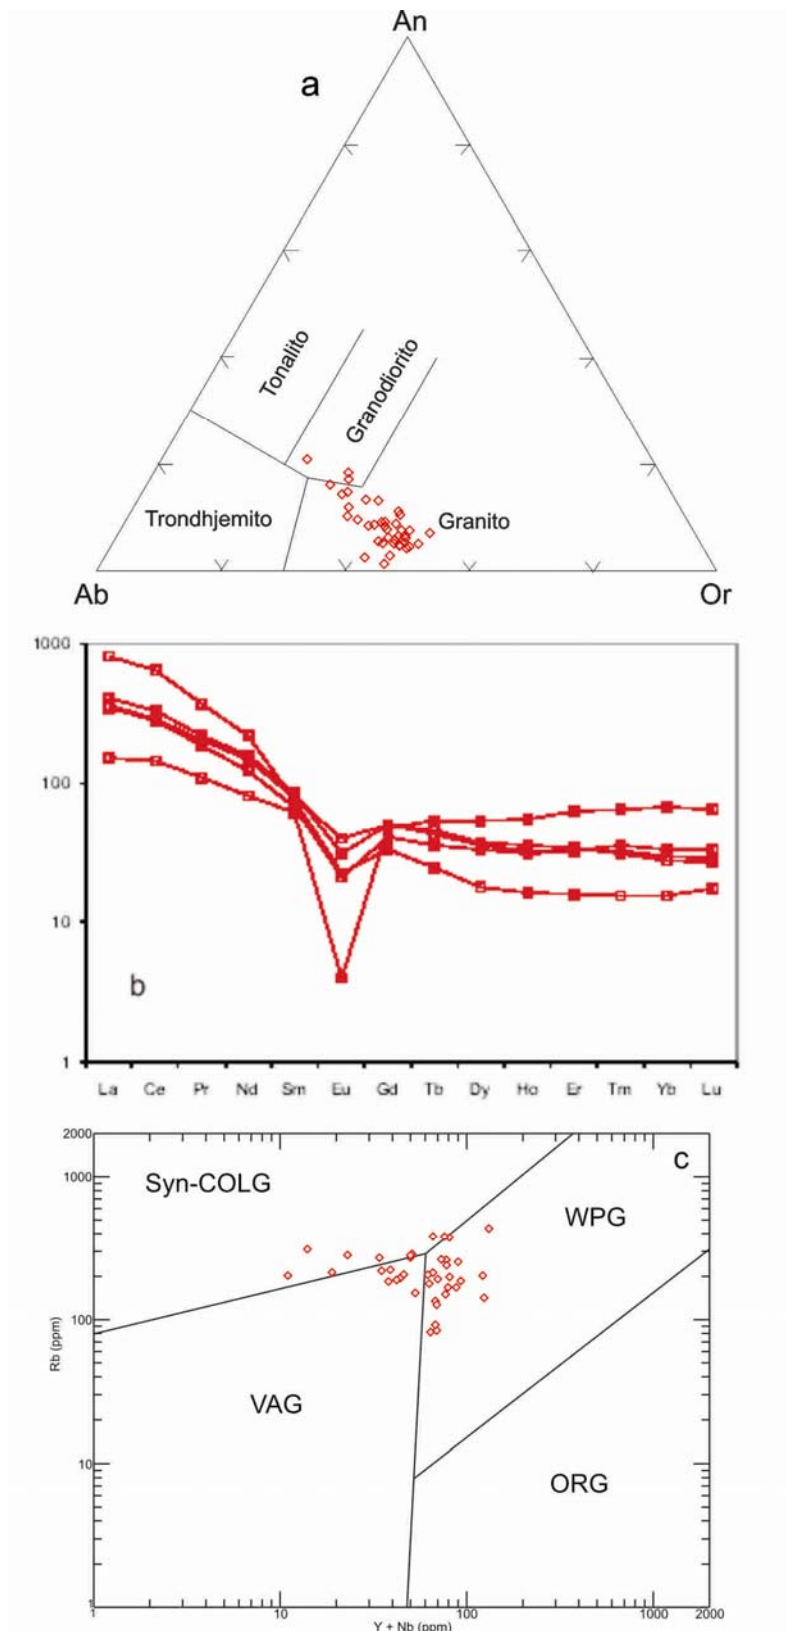 An
a
Tonalito
Granodiorito
Trondhjemito
Granito
Ab
Or
1000
100
10
1
b
La Ce Pr Nd Sm Eu Gd Tb Dy Ho Er Tm Yb Lu
2000
1000
100
10
1
c
Syn-COLG
WPG
VAG
ORG
Rb (ppm)
1 10 100 1000 2000
Y + Nb (ppm)